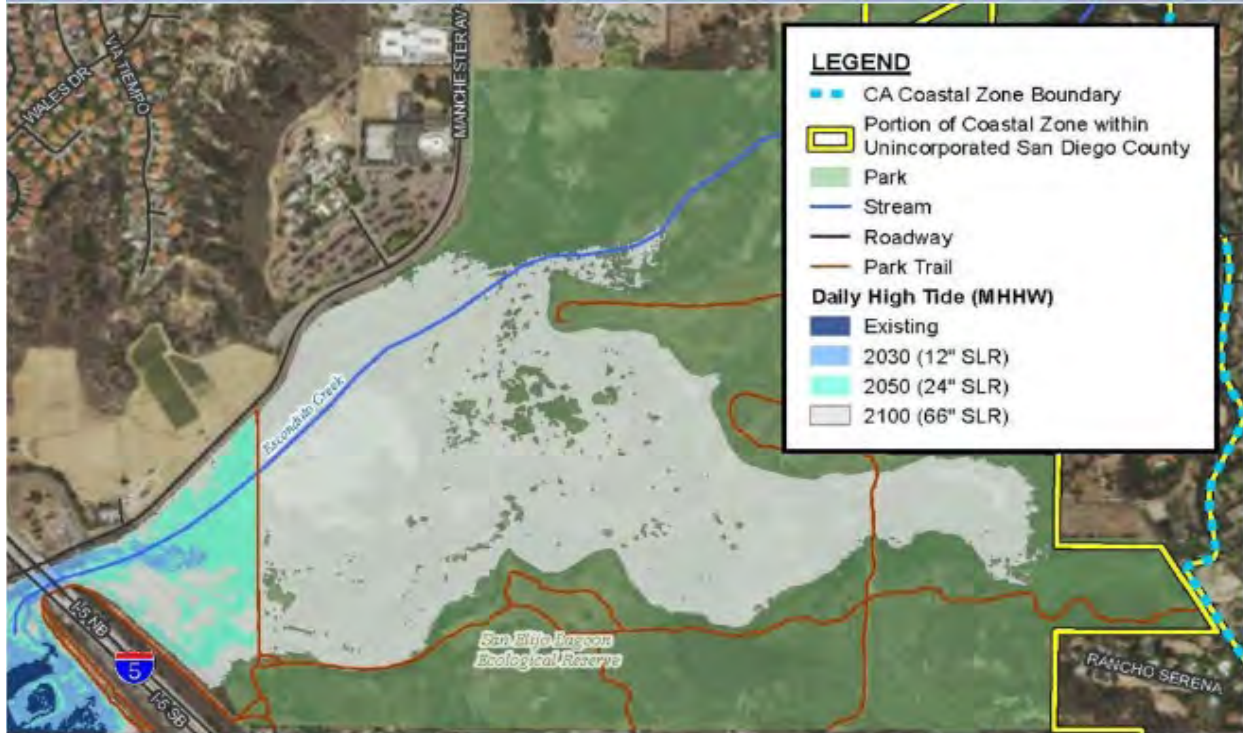 WALES DR
VIA TIEMPO
MANCHESTER AV
LEGEND
CA Coastal Zone Boundary
Portion of Coastal Zone within
Unincorporated San Diego County
Park
Stream
Roadway
Park Trail
Daily High Tide (MHHW)
Existing
2030 (12" SLR)
2050 (24" SLR)
2100 (66" SLR)
Escondido Creek
I-5 NB
5
I-5 SB
San Elijo Lagoon
Ecological Reserve
RANCHO SERENA